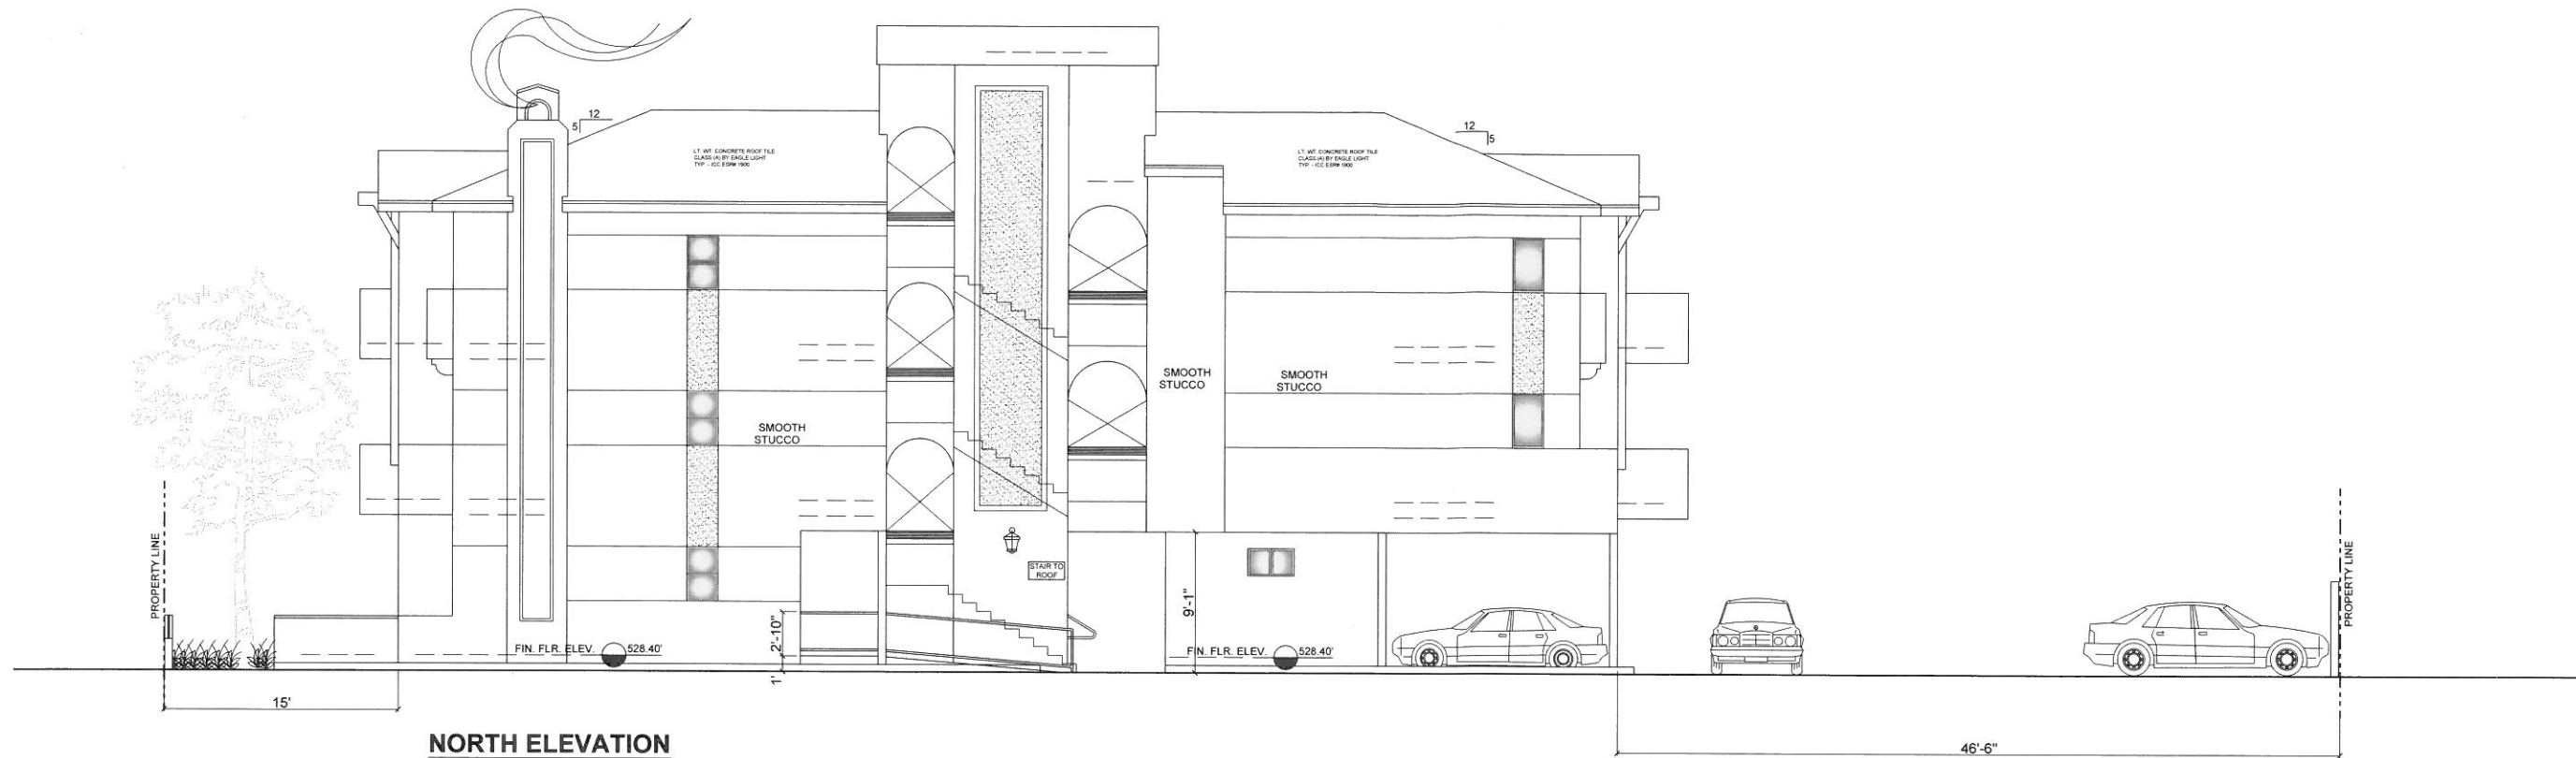 12
5
12
5
LT. WT. CONCRETE ROOF TILE
CLASS (A) BY EAGLE LIGHT
TYP. - ICC ESR# 1900
LT. WT. CONCRETE ROOF TILE
CLASS (A) BY EAGLE LIGHT
TYP. - ICC ESR# 1900
SMOOTH
STUCCO
SMOOTH
STUCCO
SMOOTH
STUCCO
PROPERTY LINE
PROPERTY LINE
STAIR TO
ROOF
9'-1"
2'-10"
1'
FIN. FLR. ELEV. 528.40'
FIN. FLR. ELEV. 528.40'
15'
46'-6"
NORTH ELEVATION